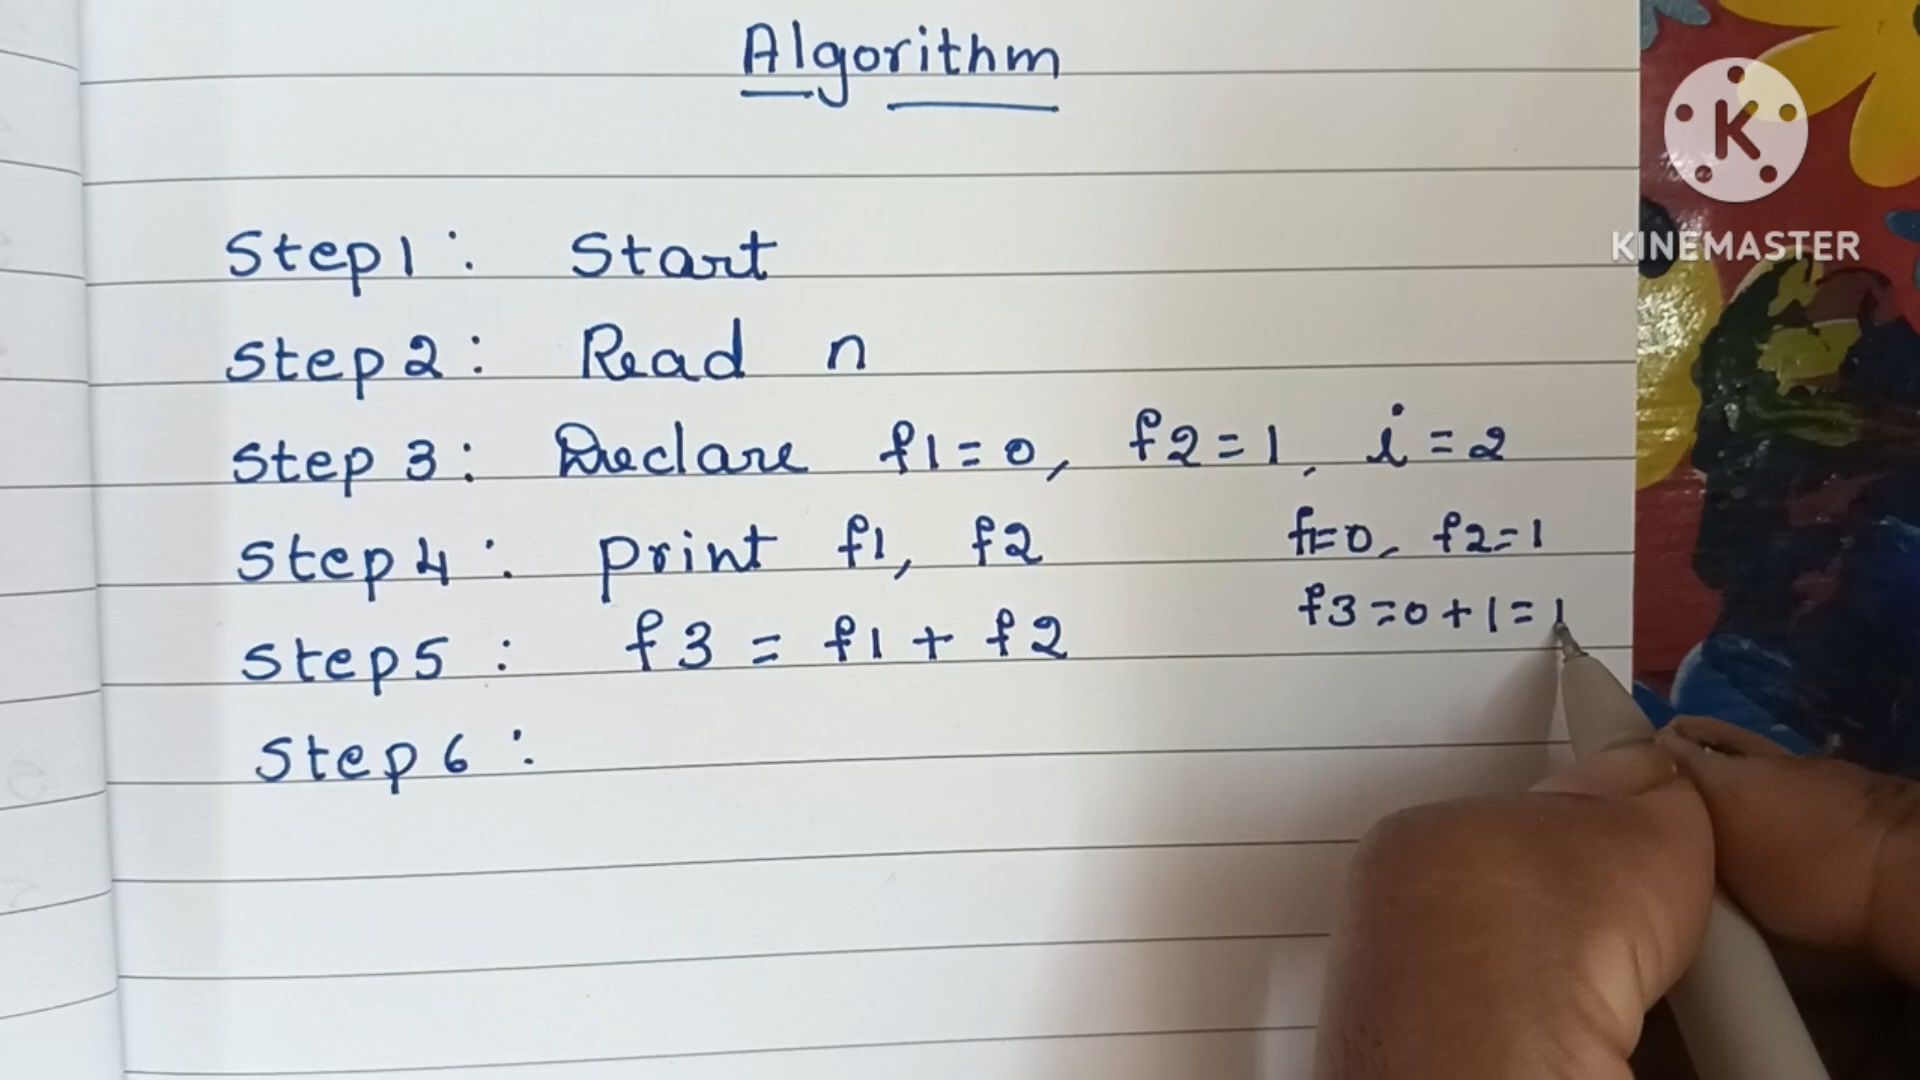 Algorithm
K
KINEMASTER
Step1: Start
Step2: Read n
Step 3: Declare f1=0, f2=1, i=2
Step4: print f1, f2
f1=0, f2=1
Step5: f3 = f1 + f2
f3=0+1=1
Step6: